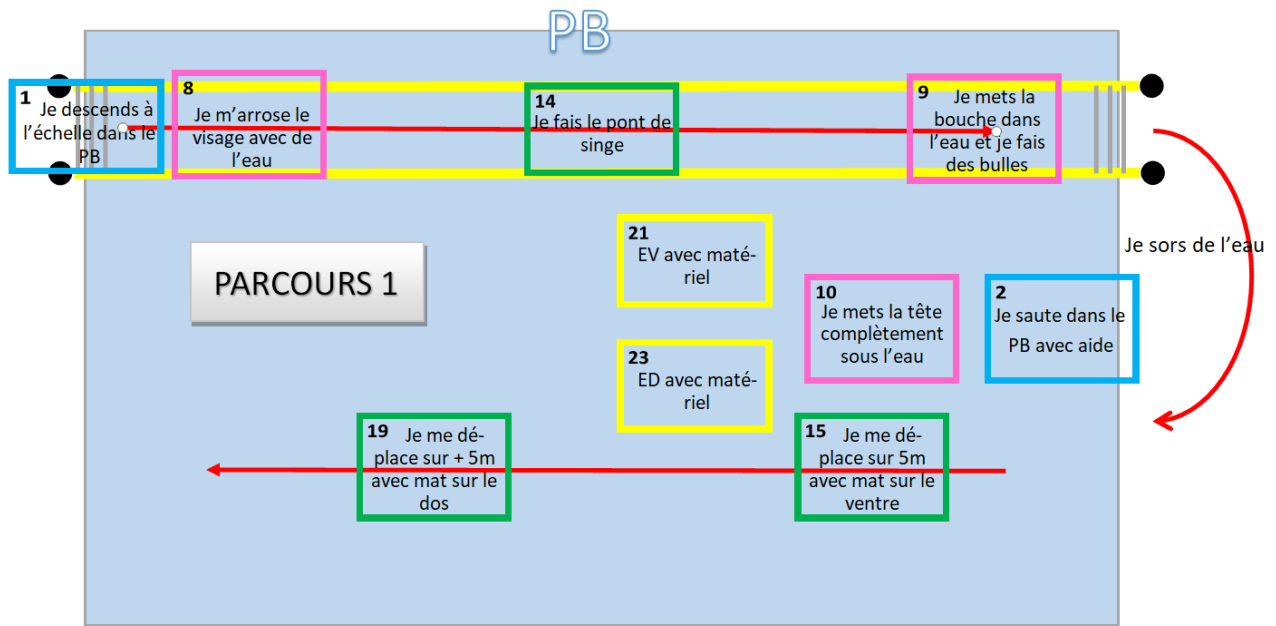 PB
1 Je descends à
l'échelle dans le
PB
8
Je m'arrose le
visage avec de
l'eau
14
Je fais le pont de
singe
9 Je mets la
bouche dans
l'eau et je fais
des bulles
Je sors de l'eau
PARCOURS 1
21
EV avec maté-
riel
10
Je mets la tête
complètement
sous l'eau
2
Je saute dans le
PB avec aide
23
ED avec maté-
riel
19 Je me dé-
place sur + 5m
avec mat sur le
dos
15 Je me dé-
place sur 5m
avec mat sur le
ventre